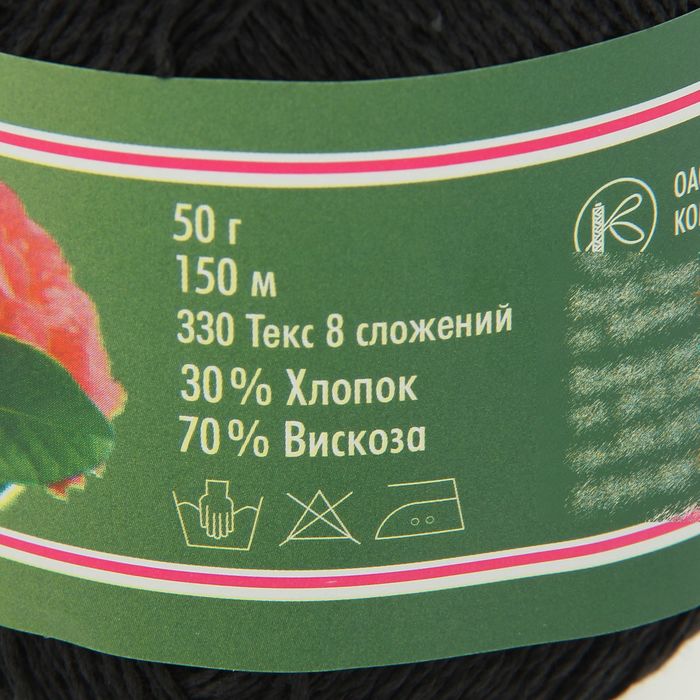 50 г
150 м
330 Текс 8 сложений
30% Хлопок
70% Вискоза